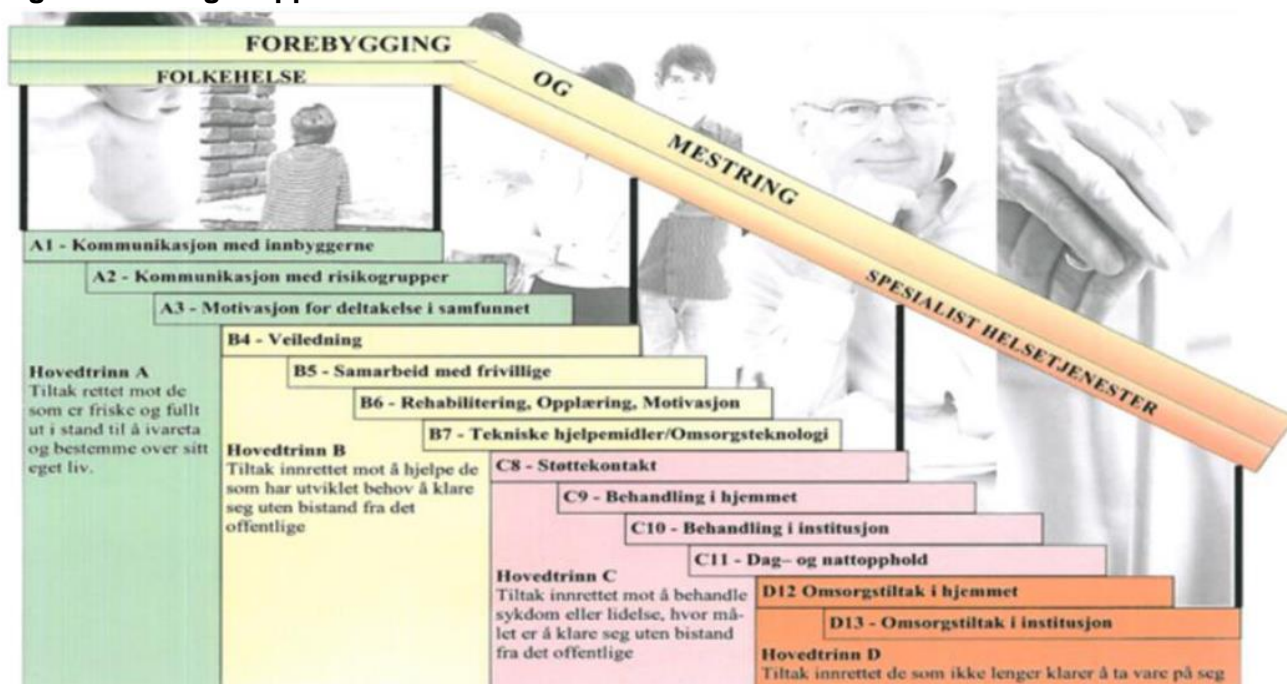 FOREBYGGING
OG
MESTRING
FOLKEHELSE
SPESIALIST HELSETJENESTER
A1 - Kommunikasjon med innbyggerne
A2 - Kommunikasjon med risikogrupper
A3 - Motivasjon for deltakelse i samfunnet
B4 - Veiledning
B5 - Samarbeid med frivillige
B6 - Rehabilitering, Opplæring, Motivasjon
B7 - Tekniske hjelpemidler/Omsorgsteknologi
C8 - Støttekontakt
C9 - Behandling i hjemmet
C10 - Behandling i institusjon
C11 - Dag– og nattopphold
D12 Omsorgstiltak i hjemmet
D13 - Omsorgstiltak i institusjon
Hovedtrinn A
Tiltak rettet mot de
som er friske og fullt
ut i stand til å ivareta
og bestemme over sitt
eget liv.
Hovedtrinn B
Tiltak innrettet mot å hjelpe de
som har utviklet behov å klare
seg uten bistand fra det
offentlige
Hovedtrinn C
Tiltak innrettet mot å behandle
sykdom eller lidelse, hvor må-
let er å klare seg uten bistand
fra det offentlige
Hovedtrinn D
Tiltak innrettet de som ikke lenger klarer å ta vare på seg